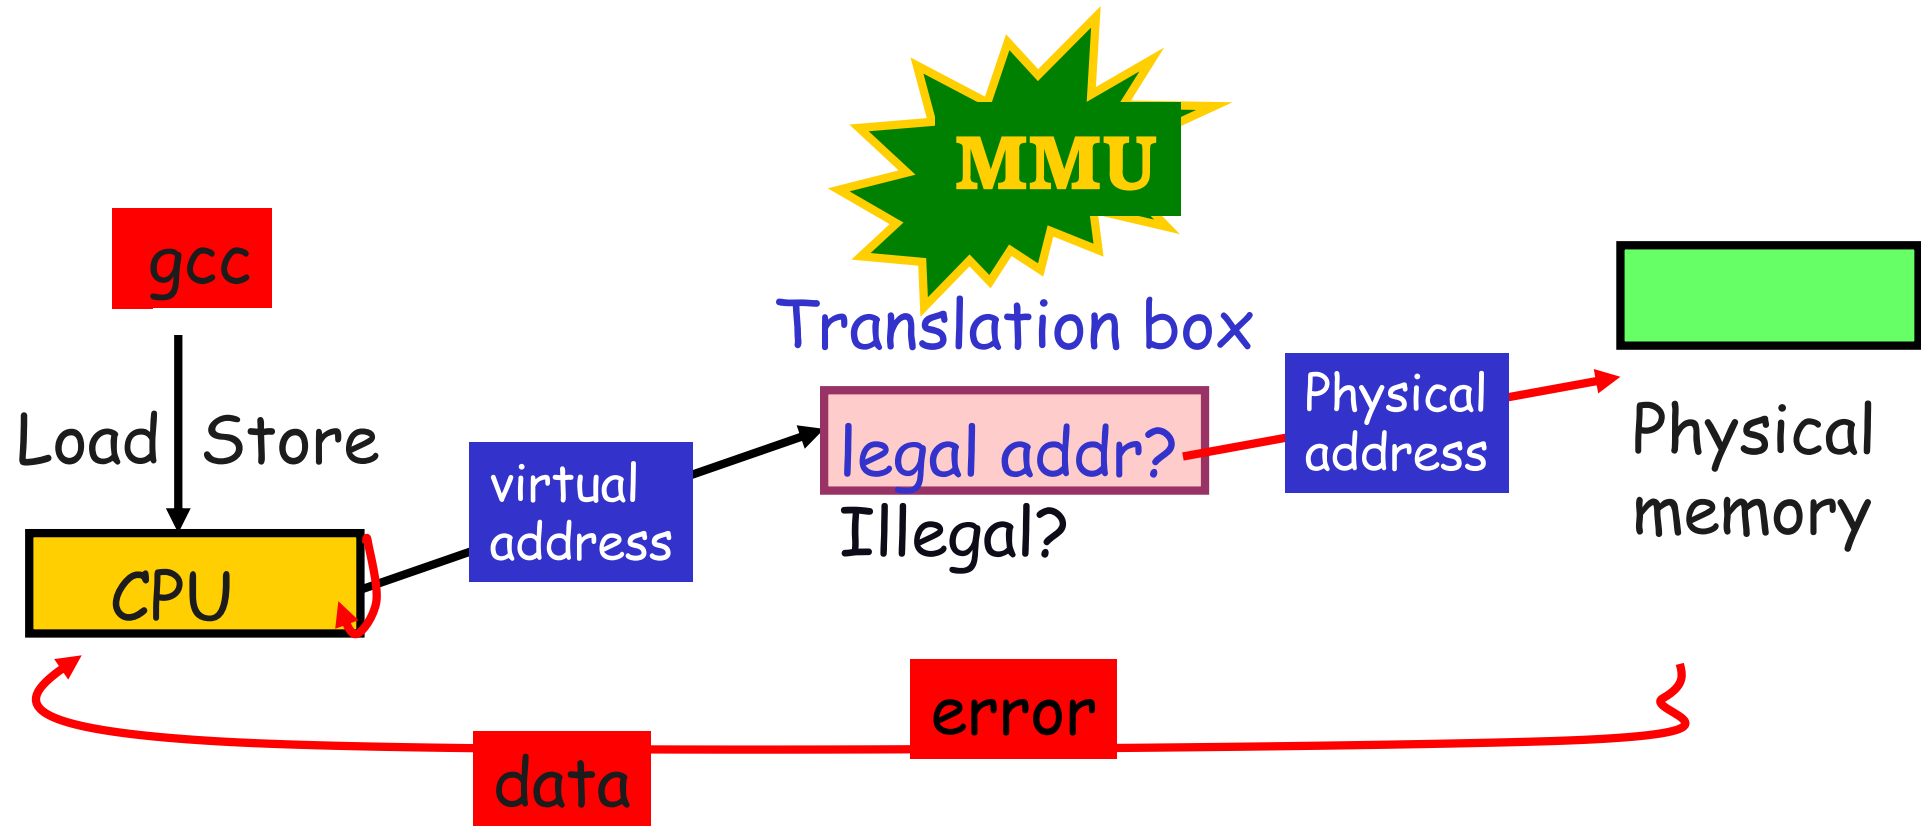 MMU
gcc
Translation box
Load Store
legal addr?
Physical
address
Physical
memory
virtual
address
Illegal?
CPU
error
data